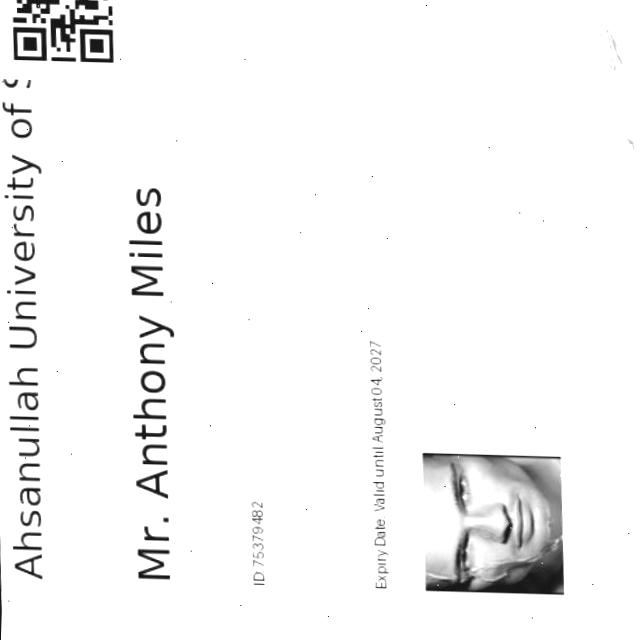 Ahsanullah University of
Mr. Anthony Miles
ID 75379482
Expiry Date. Valid until August 04, 2027